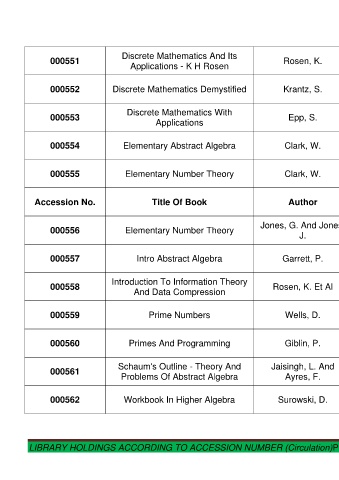 000551 Discrete Mathematics And Its Rosen, K.
Applications - K H Rosen
000552 Discrete Mathematics Demystified Krantz, S.
000553 Discrete Mathematics With Epp, S.
Applications
000554 Elementary Abstract Algebra Clark, W.
000555 Elementary Number Theory Clark, W.
Accession No. Title Of Book Author
000556 Elementary Number Theory Jones, G. And Jones
J.
000557 Intro Abstract Algebra Garrett, P.
000558 Introduction To Information Theory Rosen, K. Et Al
And Data Compression
000559 Prime Numbers Wells, D.
000560 Primes And Programming Giblin, P.
000561 Schaum's Outline - Theory And Jaisingh, L. And
Problems Of Abstract Algebra Ayres, F.
000562 Workbook In Higher Algebra Surowski, D.
LIBRARY HOLDINGS ACCORDING TO ACCESSION NUMBER (Circulation)P